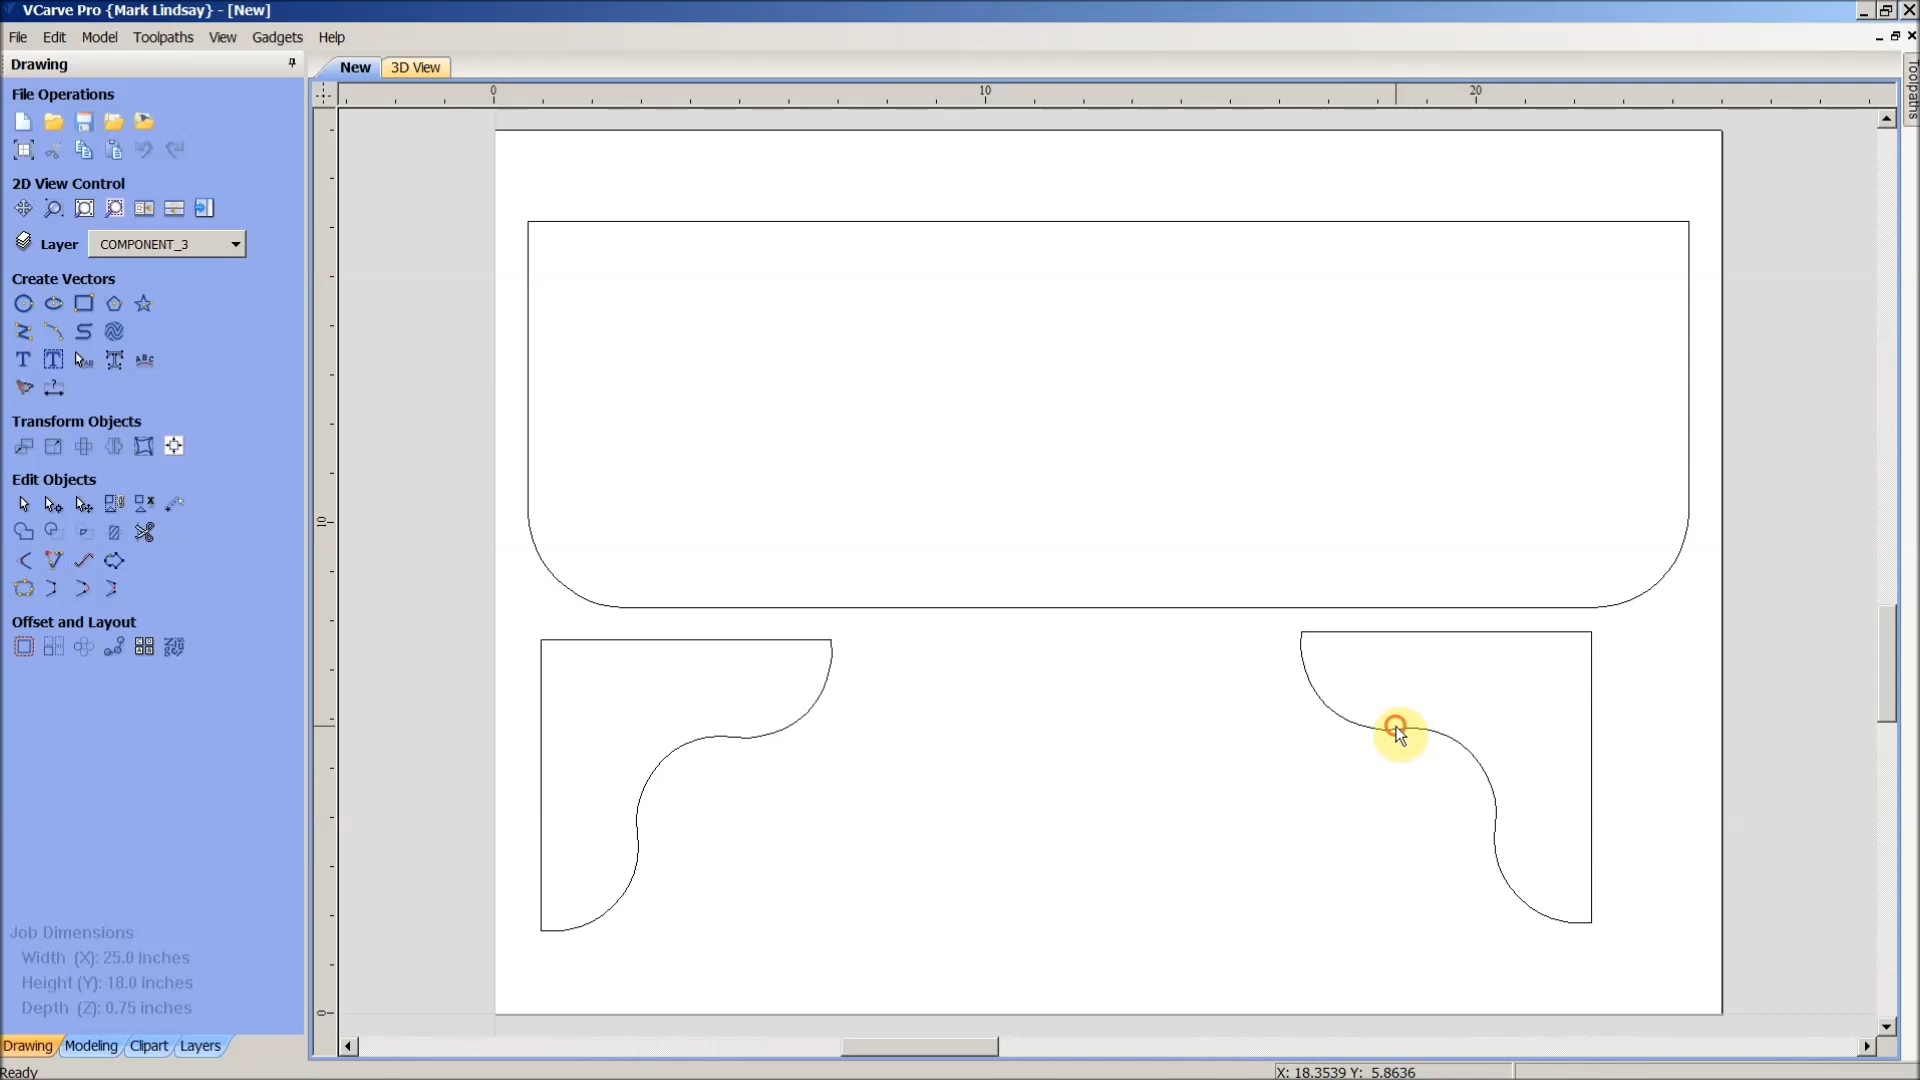 VCarve Pro {Mark Lindsay} - [New]
File Edit Model Toolpaths View Gadgets Help
Drawing
New 3D View
Toolpaths
File Operations
0 10 20
2D View Control
Layer COMPONENT_3
Create Vectors
Transform Objects
Edit Objects
10
Offset and Layout
Job Dimensions
Width (X): 25.0 inches
Height (Y): 18.0 inches
Depth (Z): 0.75 inches
0
Drawing Modeling Clipart Layers
Ready
X: 18.3539 Y: 5.8636